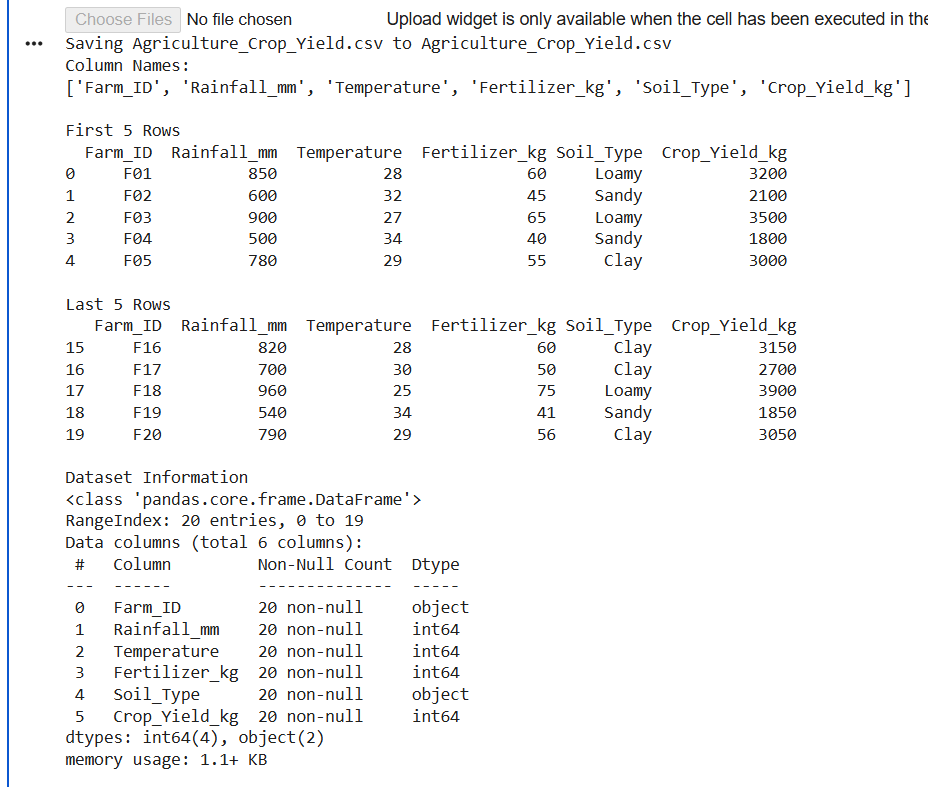 Choose Files No file chosen Upload widget is only available when the cell has been executed in the
Saving Agriculture_Crop_Yield.csv to Agriculture_Crop_Yield.csv
Column Names:
['Farm_ID', 'Rainfall_mm', 'Temperature', 'Fertilizer_kg', 'Soil_Type', 'Crop_Yield_kg']

First 5 Rows
  Farm_ID  Rainfall_mm  Temperature  Fertilizer_kg Soil_Type  Crop_Yield_kg
0     F01          850           28             60     Loamy           3200
1     F02          600           32             45     Sandy           2100
2     F03          900           27             65     Loamy           3500
3     F04          500           34             40     Sandy           1800
4     F05          780           29             55      Clay           3000

Last 5 Rows
   Farm_ID  Rainfall_mm  Temperature  Fertilizer_kg Soil_Type  Crop_Yield_kg
15     F16          820           28             60      Clay           3150
16     F17          700           30             50      Clay           2700
17     F18          960           25             75     Loamy           3900
18     F19          540           34             41     Sandy           1850
19     F20          790           29             56      Clay           3050

Dataset Information
<class 'pandas.core.frame.DataFrame'>
RangeIndex: 20 entries, 0 to 19
Data columns (total 6 columns):
 #   Column         Non-Null Count  Dtype
---  ------         --------------  -----
 0   Farm_ID        20 non-null     object
 1   Rainfall_mm    20 non-null     int64
 2   Temperature    20 non-null     int64
 3   Fertilizer_kg  20 non-null     int64
 4   Soil_Type      20 non-null     object
 5   Crop_Yield_kg  20 non-null     int64
dtypes: int64(4), object(2)
memory usage: 1.1+ KB